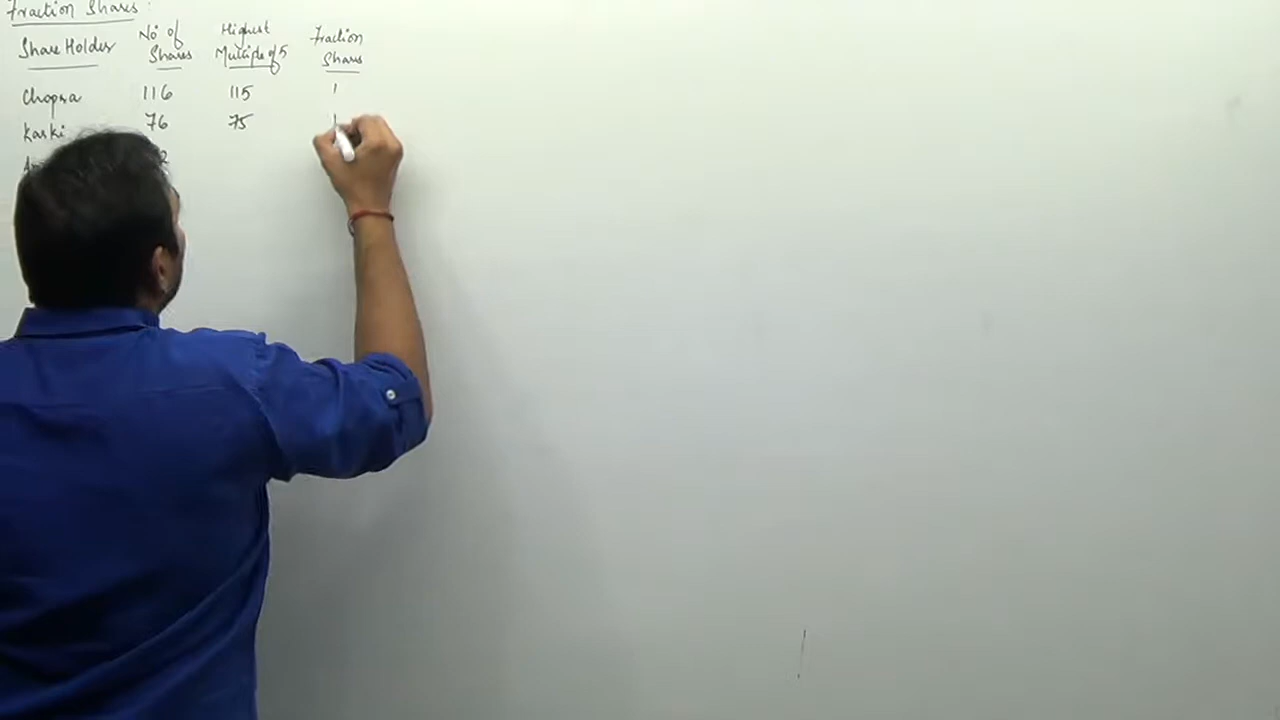 Fraction Shares :
Share Holder No of Shares Highest Multiple of 5 Fraction Shares
Chopra 116 115 1
Karki 76 75 1